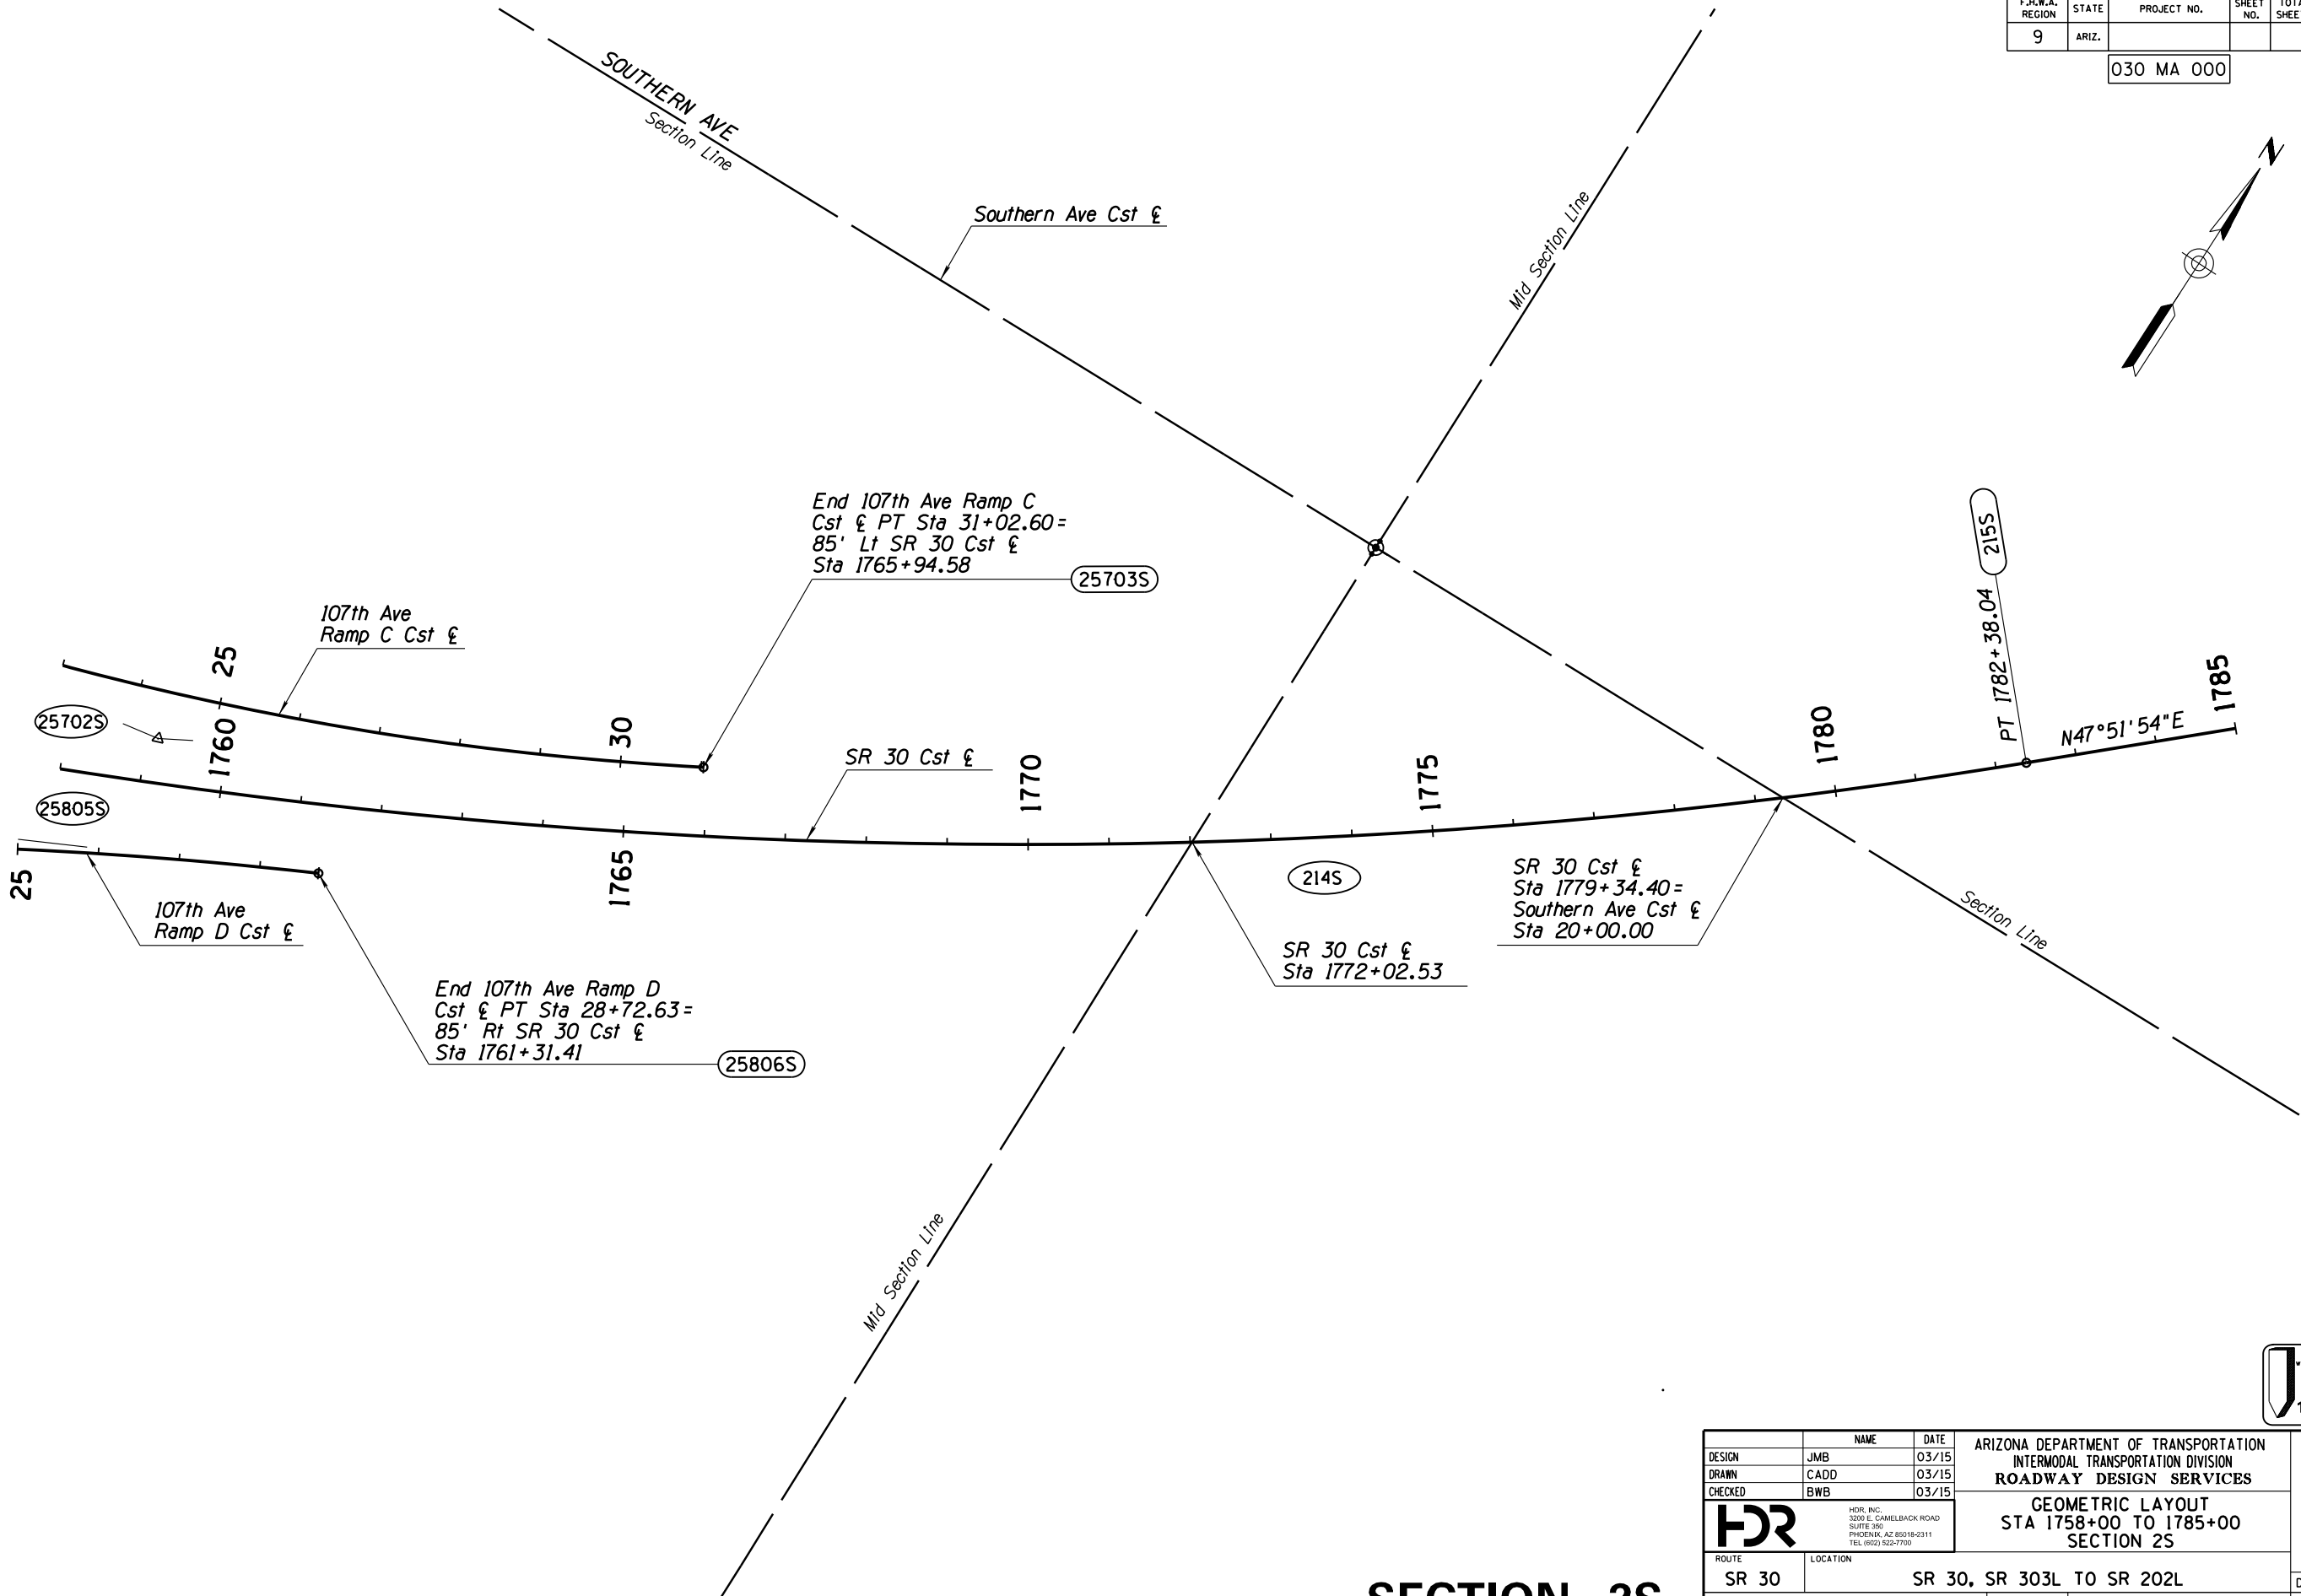 F.H.W.A. REGION STATE PROJECT NO. SHEET NO.
9 ARIZ.
030 MA 000
N
SOUTHERN AVE
Section Line
Southern Ave Cst ℄
Mid Section Line
End 107th Ave Ramp C
Cst ℄ PT Sta 31+02.60=
85' Lt SR 30 Cst ℄
Sta 1765+94.58
25703S
215S
PT 1782+38.04
107th Ave
Ramp C Cst ℄
25
30
1785
N47°51'54"E
25702S
1760
SR 30 Cst ℄
1770
1775
1780
25805S
1765
25
214S
SR 30 Cst ℄
Sta 1779+34.40=
Southern Ave Cst ℄
Sta 20+00.00
Section Line
107th Ave
Ramp D Cst ℄
SR 30 Cst ℄
Sta 1772+02.53
End 107th Ave Ramp D
Cst ℄ PT Sta 28+72.63=
85' Rt SR 30 Cst ℄
Sta 1761+31.41
25806S
Mid Section Line
NAME DATE
DESIGN JMB 03/15
DRAWN CADD 03/15
CHECKED BWB 03/15
ARIZONA DEPARTMENT OF TRANSPORTATION
INTERMODAL TRANSPORTATION DIVISION
ROADWAY DESIGN SERVICES
HDR
HDR, INC.
3200 E. CAMELBACK ROAD
SUITE 350
PHOENIX, AZ 85018-2311
TEL (602) 522-7700
GEOMETRIC LAYOUT
STA 1758+00 TO 1785+00
SECTION 2S
ROUTE LOCATION
SR 30 SR 30, SR 303L TO SR 202L
SECTION 2S